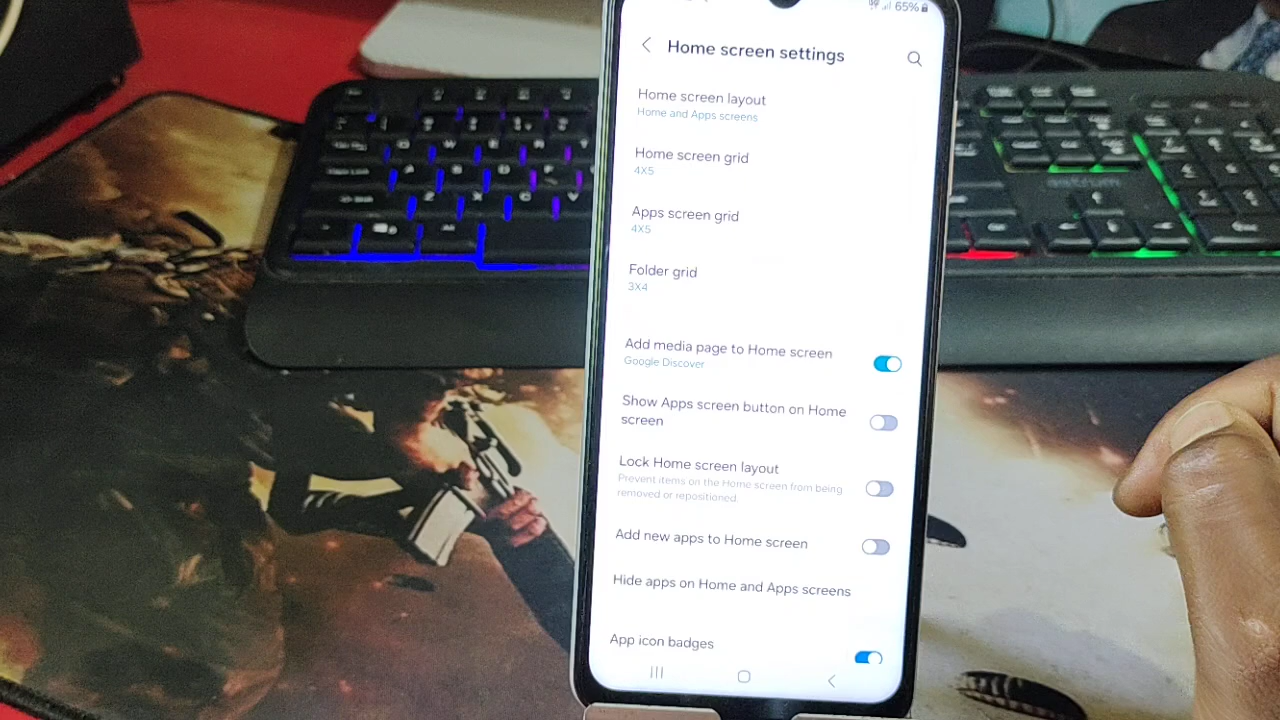 65%
Home screen settings
Home screen layout
Home and Apps screens
Home screen grid
4X5
Apps screen grid
4X5
Folder grid
3X4
Add media page to Home screen
Google Discover
Show Apps screen button on Home
screen
Lock Home screen layout
Prevent items on the Home screen from being
removed or repositioned.
Add new apps to Home screen
Hide apps on Home and Apps screens
App icon badges